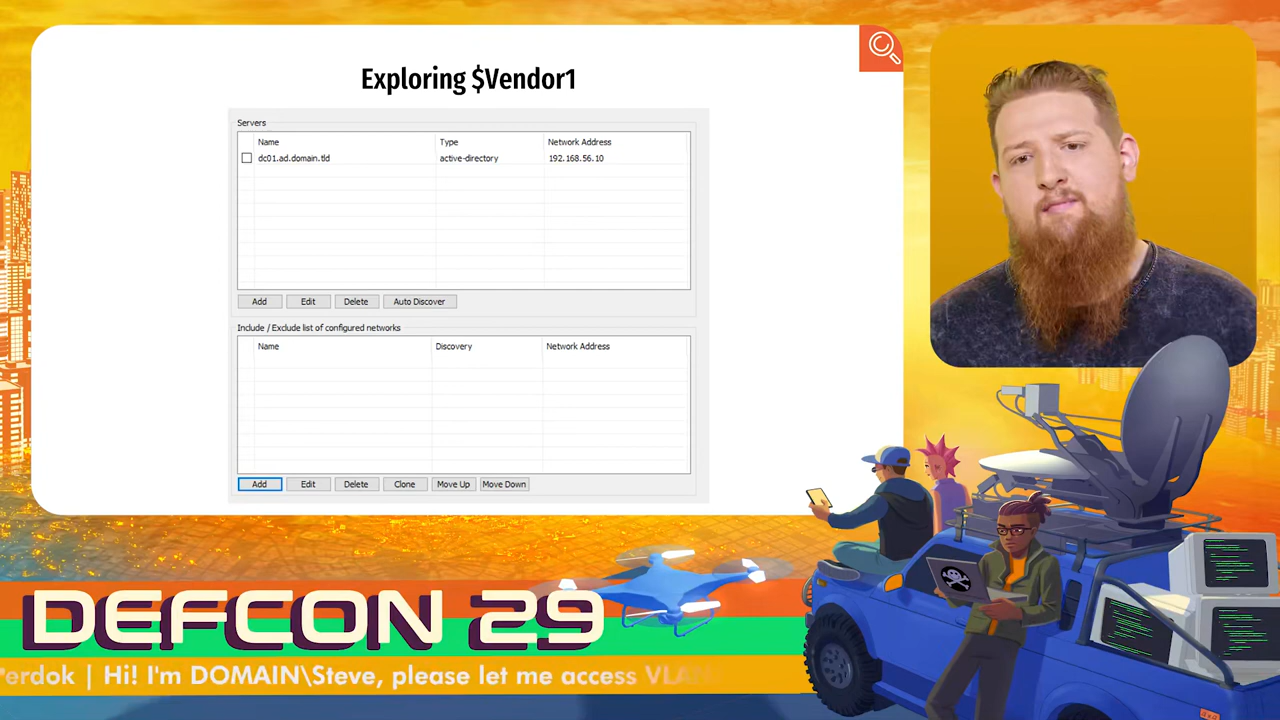 Exploring $Vendor1
Servers
Name Type Network Address
dc01.ad.domain.tld active-directory 192.168.56.10
Add Edit Delete Auto Discover
Include / Exclude list of configured networks
Name Discovery Network Address
Add Edit Delete Clone Move Up Move Down
DEFCON 29
erdok | Hi! I'm DOMAIN\Steve, please let me access VLAN